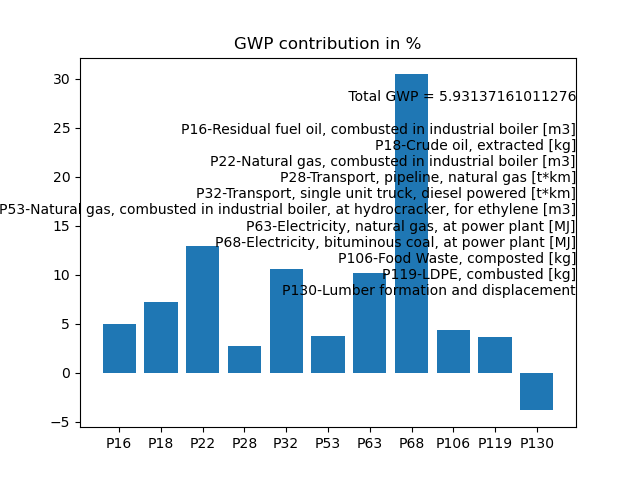 GWP contribution in %
Total GWP = 5.93137161011276
P16-Residual fuel oil, combusted in industrial boiler [m3]
P18-Crude oil, extracted [kg]
P22-Natural gas, combusted in industrial boiler [m3]
P28-Transport, pipeline, natural gas [t*km]
P32-Transport, single unit truck, diesel powered [t*km]
P53-Natural gas, combusted in industrial boiler, at hydrocracker, for ethylene [m3]
P63-Electricity, natural gas, at power plant [MJ]
P68-Electricity, bituminous coal, at power plant [MJ]
P106-Food Waste, composted [kg]
P119-LDPE, combusted [kg]
P130-Lumber formation and displacement
30
25
20
15
10
5
0
−5
P16 P18 P22 P28 P32 P53 P63 P68 P106 P119 P130